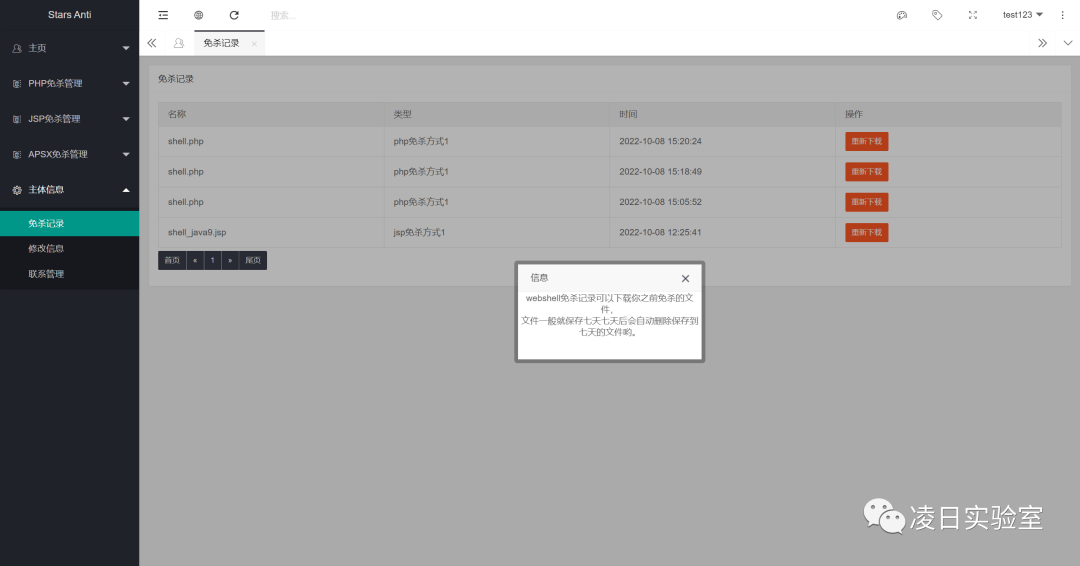 Stars Anti
主页
PHP免杀管理
JSP免杀管理
APSX免杀管理
主体信息
免杀记录
修改信息
联系管理
搜索...
test123
免杀记录
免杀记录
名称 类型 时间 操作
shell.php php免杀方式1 2022-10-08 15:20:24 重新下载
shell.php php免杀方式1 2022-10-08 15:18:49 重新下载
shell.php php免杀方式1 2022-10-08 15:05:52 重新下载
shell_java9.jsp jsp免杀方式1 2022-10-08 12:25:41 重新下载
首页 « 1 » 尾页
信息
webshell免杀记录可以下载你之前免杀的文
件,
文件一般就保存七天七天后会自动删除保存到
七天的文件哟。
凌日实验室